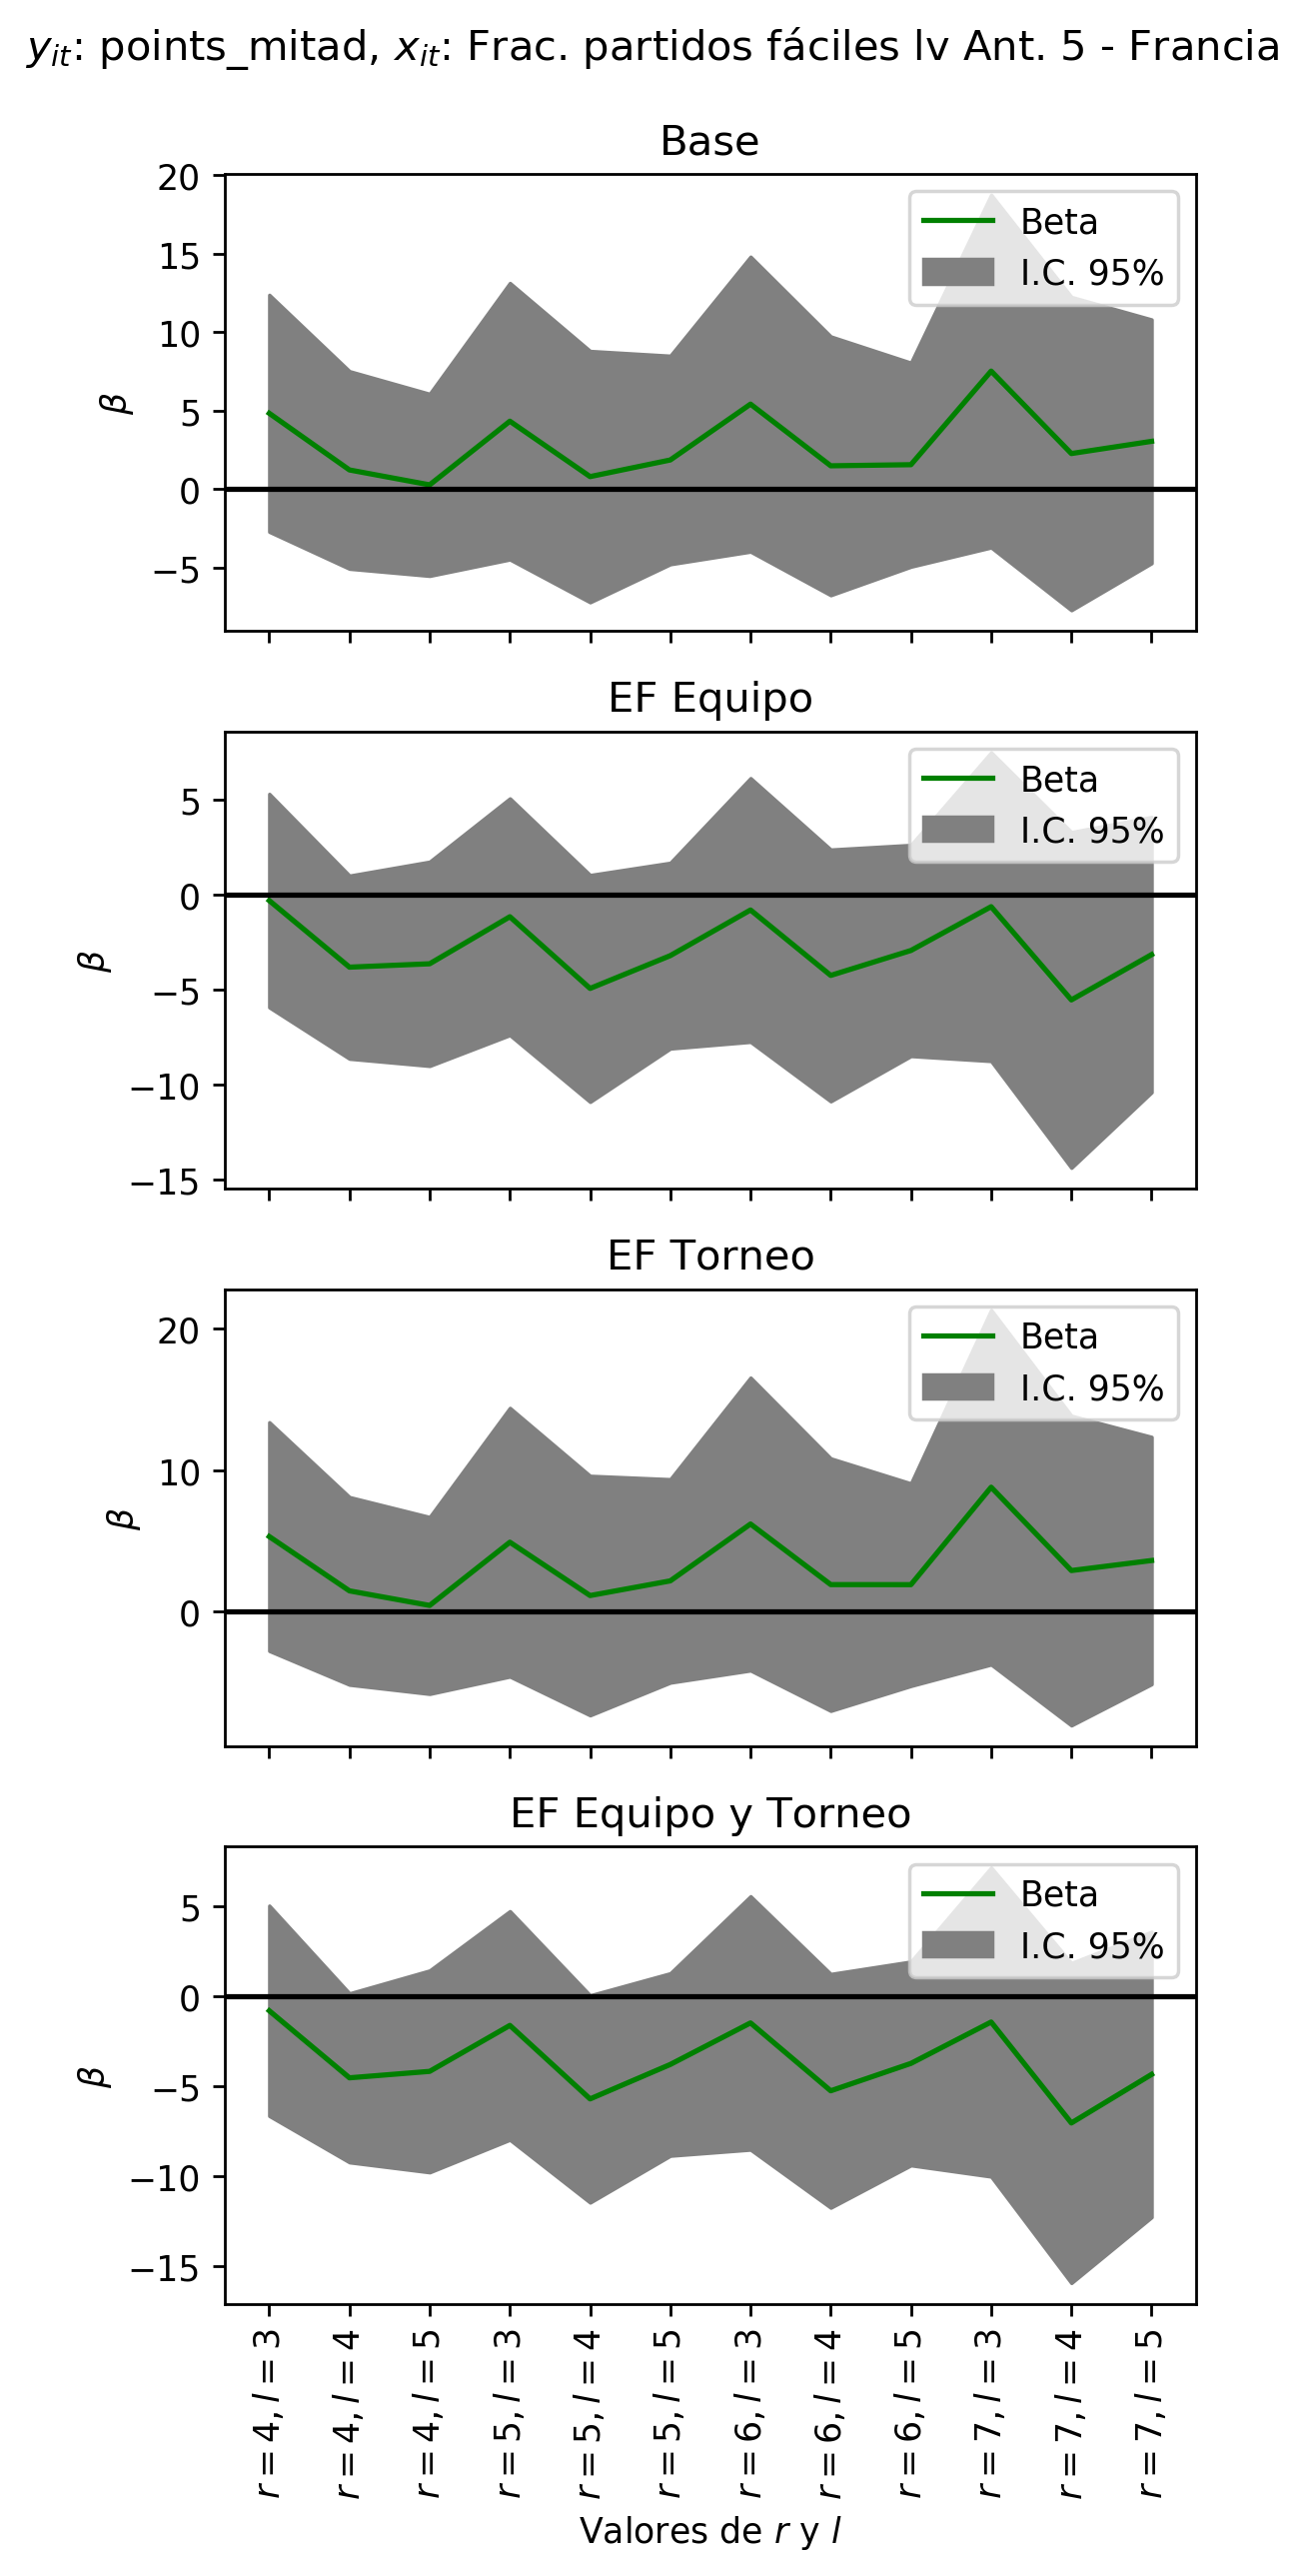 y_it: points_mitad, x_it: Frac. partidos fáciles lv Ant. 5 - Francia
Base
20
15
10
5
0
−5
β
Beta
I.C. 95%
EF Equipo
5
0
−5
−10
−15
β
Beta
I.C. 95%
EF Torneo
20
10
0
β
Beta
I.C. 95%
EF Equipo y Torneo
5
0
−5
−10
−15
β
Beta
I.C. 95%
r = 4, l = 3
r = 4, l = 4
r = 4, l = 5
r = 5, l = 3
r = 5, l = 4
r = 5, l = 5
r = 6, l = 3
r = 6, l = 4
r = 6, l = 5
r = 7, l = 3
r = 7, l = 4
r = 7, l = 5
Valores de r y l